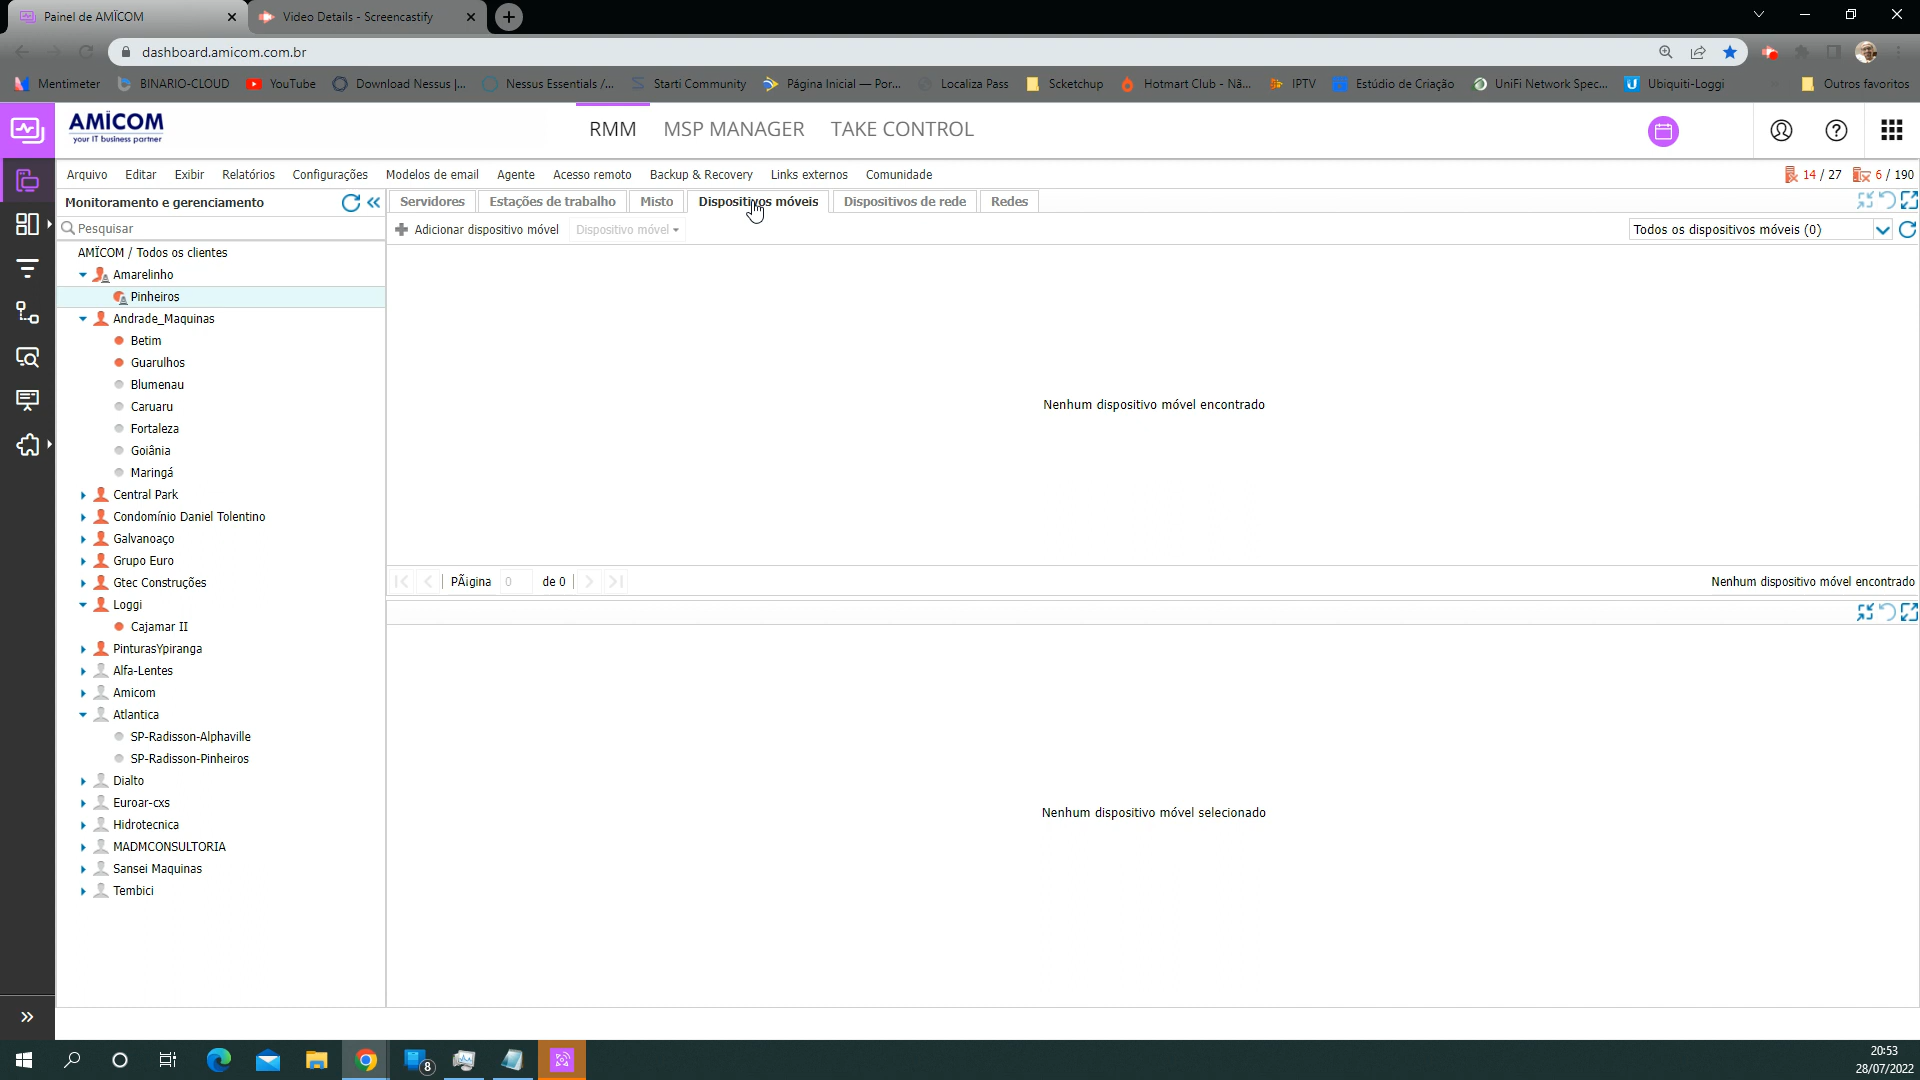 Painel de AMÏCOM
Video Details - Screencastify
dashboard.amicom.com.br
Mentimeter BINARIO-CLOUD YouTube Download Nessus |... Nessus Essentials /... Starti Community Página Inicial — Por... Localiza Pass Scketchup Hotmart Club - Nã... IPTV Estúdio de Criação UniFi Network Spec... Ubiquiti-Loggi Outros favoritos
AMÏCOM
your IT business partner
RMM MSP MANAGER TAKE CONTROL
Arquivo Editar Exibir Relatórios Configurações Modelos de email Agente Acesso remoto Backup & Recovery Links externos Comunidade
14 / 27 6 / 190
Monitoramento e gerenciamento
Servidores Estações de trabalho Misto Dispositivos móveis Dispositivos de rede Redes
Pesquisar
Adicionar dispositivo móvel Dispositivo móvel
Todos os dispositivos móveis (0)
AMÏCOM / Todos os clientes
Amarelinho
Pinheiros
Andrade_Maquinas
Betim
Guarulhos
Blumenau
Caruaru
Fortaleza
Goiânia
Maringá
Central Park
Condomínio Daniel Tolentino
Galvanoaço
Grupo Euro
Gtec Construções
Loggi
Cajamar II
PinturasYpiranga
Alfa-Lentes
Amicom
Atlantica
SP-Radisson-Alphaville
SP-Radisson-Pinheiros
Dialto
Euroar-cxs
Hidrotecnica
MADMCONSULTORIA
Sansei Maquinas
Tembici
Nenhum dispositivo móvel encontrado
PÃigina 0 de 0
Nenhum dispositivo móvel encontrado
Nenhum dispositivo móvel selecionado
8
20:53
28/07/2022